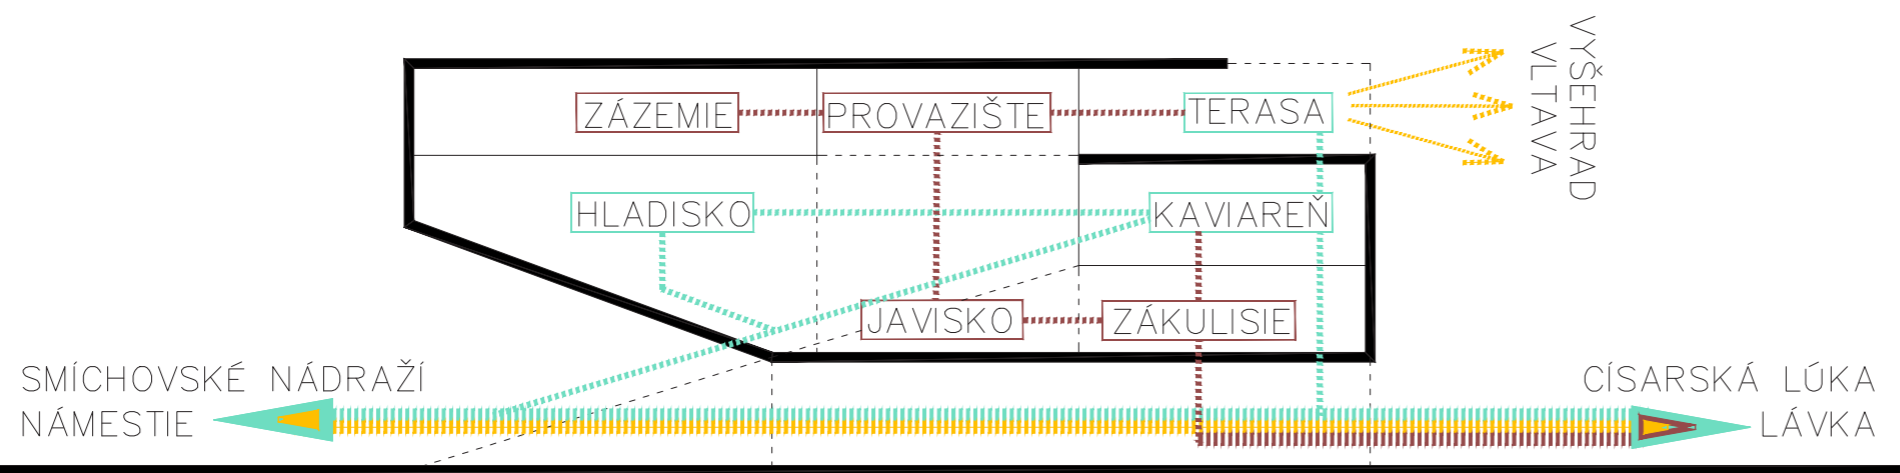 ZÁZEMIE
PROVAZIŠTE
TERASA
VYŠEHRAD
VLTAVA
HLADISKO
KAVIAREŇ
JAVISKO
ZÁKULISIE
SMÍCHOVSKÉ NÁDRAŽÍ
NÁMESTIE
CÍSARSKÁ LÚKA
LÁVKA